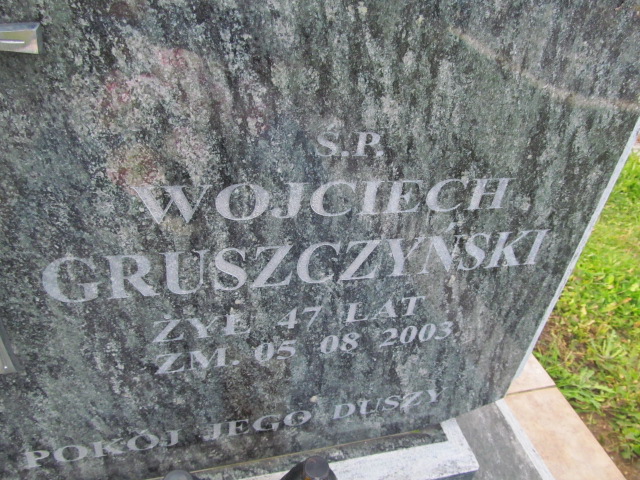 Ś.P.
WOJCIECH
GRUSZCZYŃSKI
ŻYŁ 47 LAT
ZM. 05 08 2003.
POKÓJ JEGO DUSZY